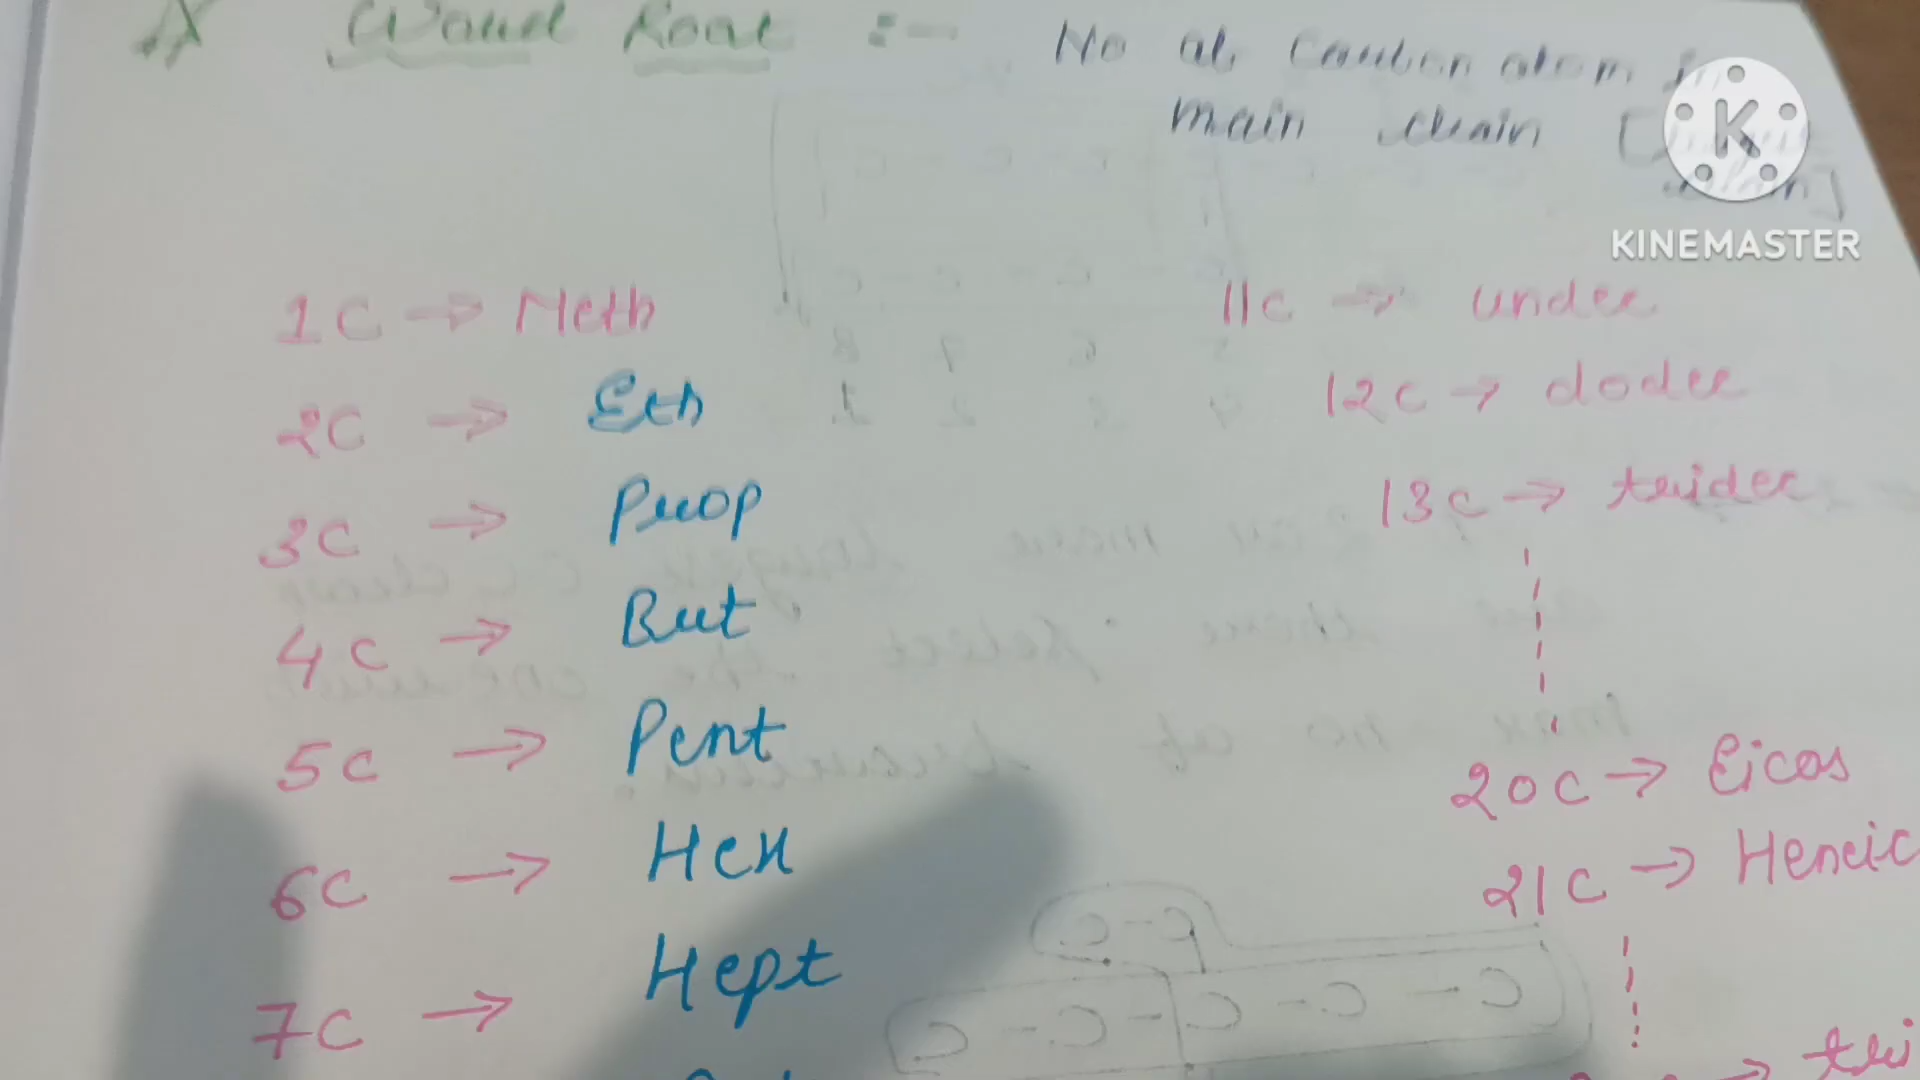 Word Root :-
No of Carbon atom in
main chain
KINEMASTER
1C → Meth
2C → Eth
3C → Prop
4C → But
5C → Pent
6C → Hex
7C → Hept
11C → undec
12C → dodec
13C → tridec
20C → Eicos
21C → Heneic
tri